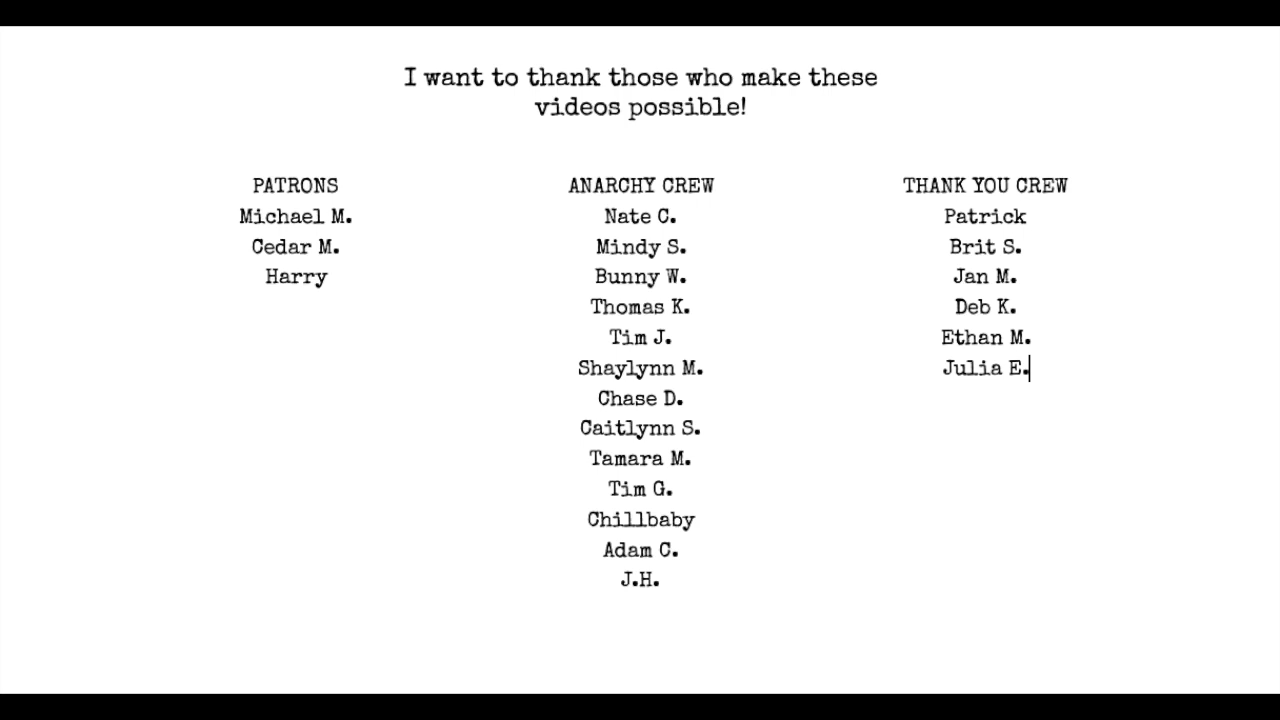 I want to thank those who make these
videos possible!
PATRONS
Michael M.
Cedar M.
Harry
ANARCHY CREW
Nate C.
Mindy S.
Bunny W.
Thomas K.
Tim J.
Shaylynn M.
Chase D.
Caitlynn S.
Tamara M.
Tim G.
Chillbaby
Adam C.
J.H.
THANK YOU CREW
Patrick
Brit S.
Jan M.
Deb K.
Ethan M.
Julia E.